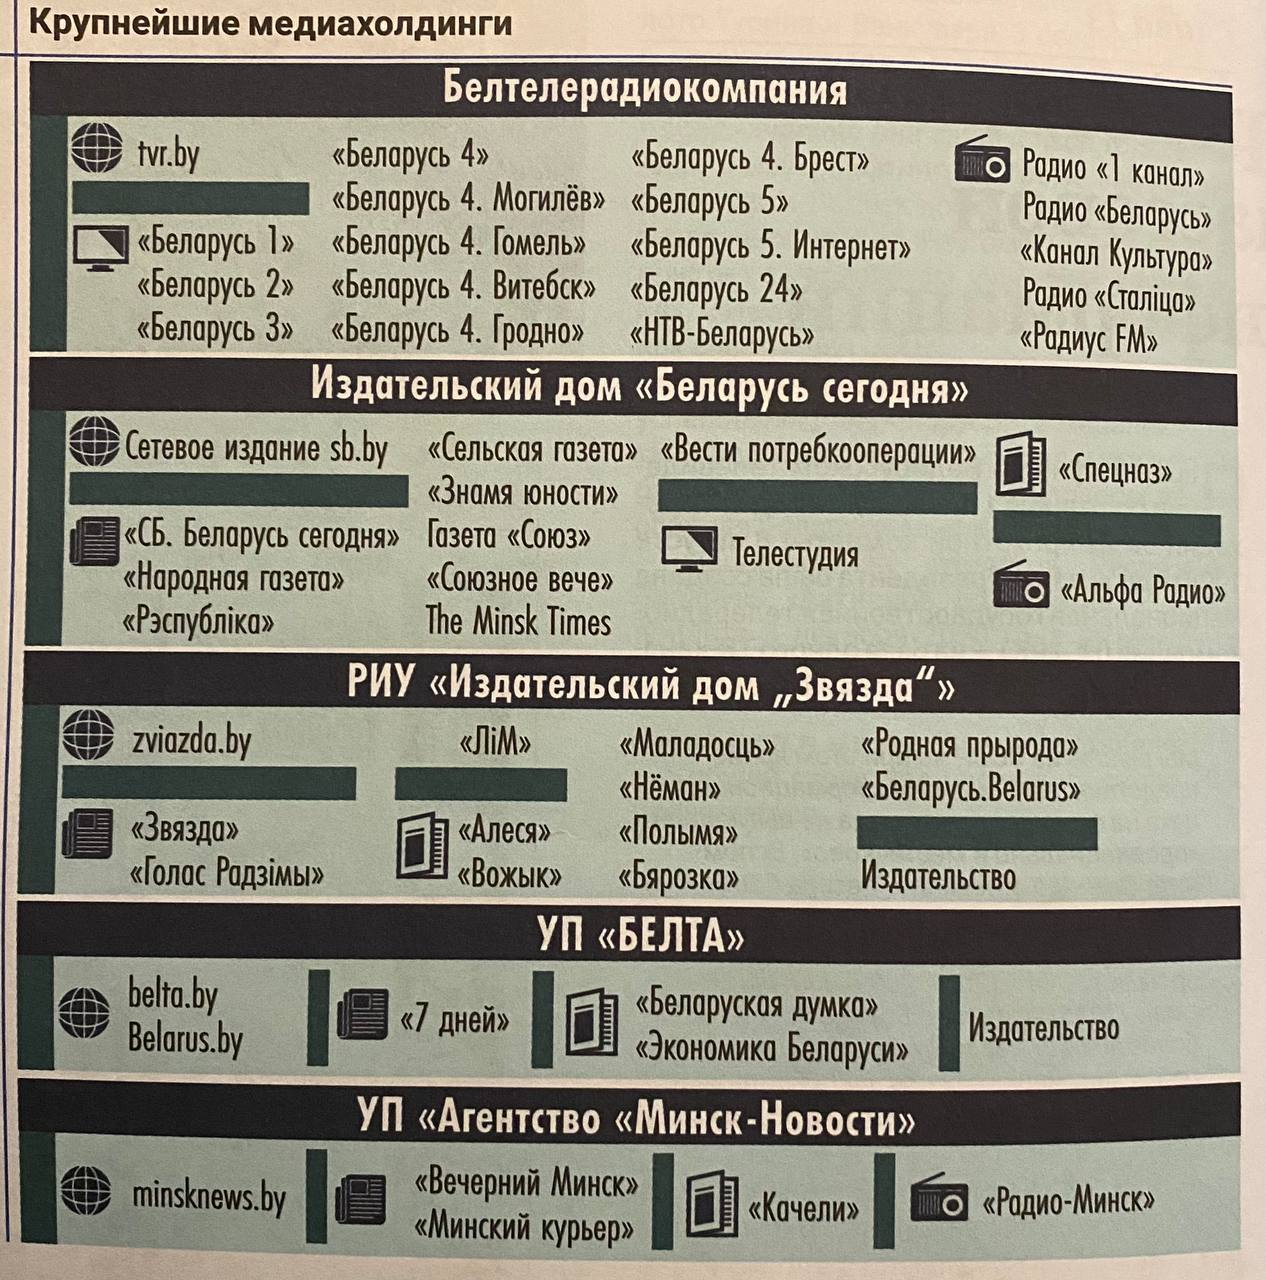 Крупнейшие медиахолдинги
Белтелерадиокомпания
tvr.by
«Беларусь 1»
«Беларусь 2»
«Беларусь 3»
«Беларусь 4»
«Беларусь 4. Могилёв»
«Беларусь 4. Гомель»
«Беларусь 4. Витебск»
«Беларусь 4. Гродно»
«Беларусь 4. Брест»
«Беларусь 5»
«Беларусь 5. Интернет»
«Беларусь 24»
«НТВ-Беларусь»
Радио «1 канал»
Радио «Беларусь»
«Канал Культура»
Радио «Сталіца»
«Радиус FM»
Издательский дом «Беларусь сегодня»
Сетевое издание sb.by
«СБ. Беларусь сегодня»
«Народная газета»
«Рэспубліка»
«Сельская газета»
«Знамя юности»
Газета «Союз»
«Союзное вече»
The Minsk Times
«Вести потребкооперации»
Телестудия
«Спецназ»
«Альфа Радио»
РИУ «Издательский дом „Звязда“»
zviazda.by
«Звязда»
«Голас Радзімы»
«ЛіМ»
«Алеся»
«Вожык»
«Маладосць»
«Нёман»
«Полымя»
«Бярозка»
«Родная прырода»
«Беларусь.Belarus»
Издательство
УП «БЕЛТА»
belta.by
Belarus.by
«7 дней»
«Беларуская думка»
«Экономика Беларуси»
Издательство
УП «Агентство «Минск-Новости»
minsknews.by
«Вечерний Минск»
«Минский курьер»
«Качели»
«Радио-Минск»